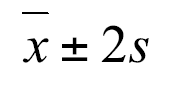 x̅ ± 2s